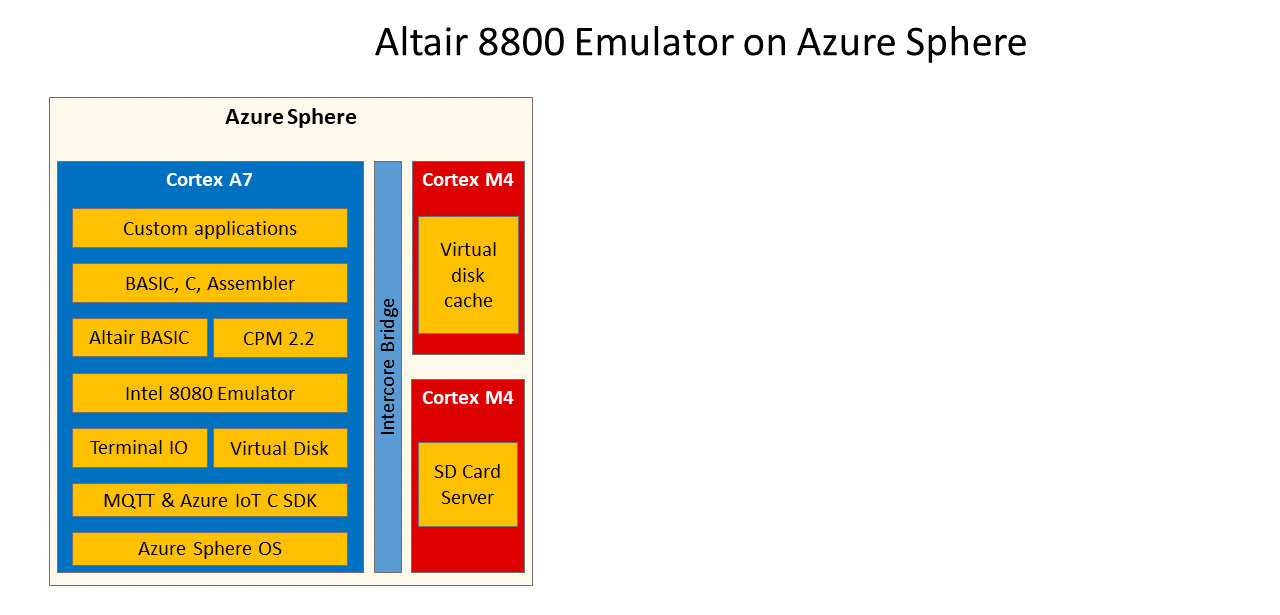 Altair 8800 Emulator on Azure Sphere
Azure Sphere
Cortex A7
Custom applications
BASIC, C, Assembler
Altair BASIC
CPM 2.2
Intel 8080 Emulator
Terminal IO
Virtual Disk
MQTT & Azure IoT C SDK
Azure Sphere OS
Intercore Bridge
Cortex M4
Virtual
disk
cache
Cortex M4
SD Card
Server